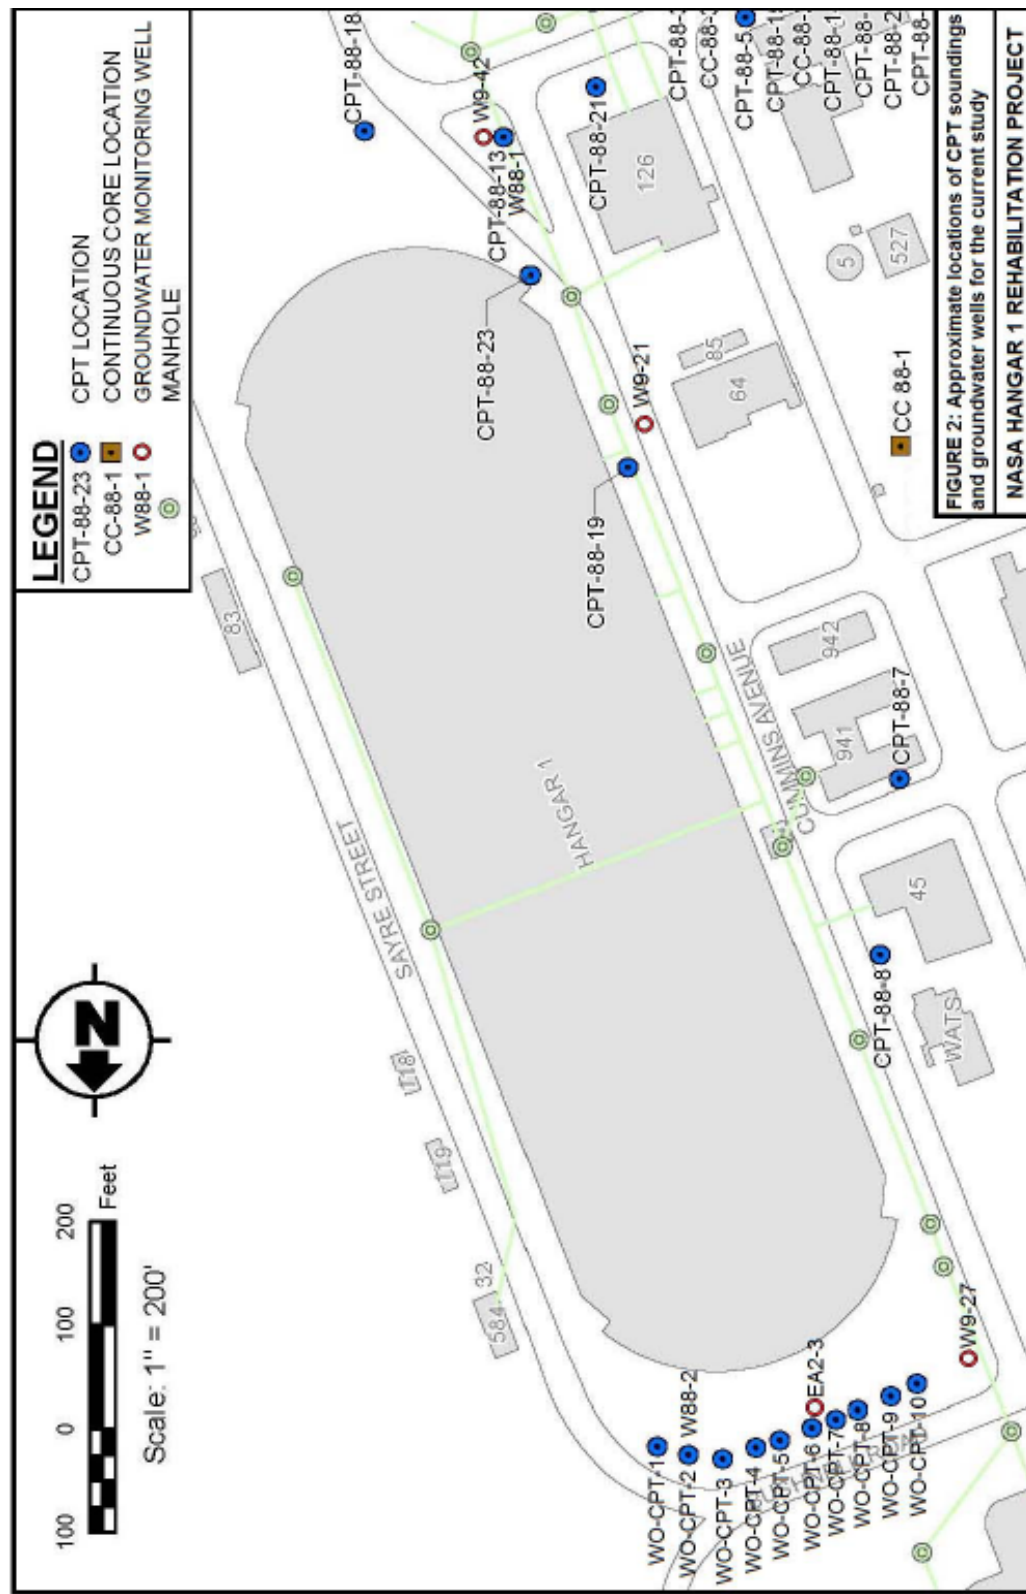 LEGEND
CPT-88-23 CPT LOCATION
CC-88-1 CONTINUOUS CORE LOCATION
W88-1 GROUNDWATER MONITORING WELL
MANHOLE
100 0 100 200
Feet
Scale: 1" = 200'
N
CPT-88-18
W9-42
CPT-88-13
W88-1
CPT-88-21
126
CPT-88-23
W9-21
85
64
CPT-88-19
5
527
CC 88-1
CPT-88-5
83
SAYRE STREET
HANGAR 1
CUMMINS AVENUE
942
941
CPT-88-7
45
CPT-88-8
WATS
32
584
W9-27
EA2-3
W88-2
WO-CPT-1
WO-CPT-2
WO-CPT-3
WO-CPT-4
WO-CPT-5
WO-CPT-6
WO-CPT-7
WO-CPT-8
WO-CPT-9
WO-CPT-10
FIGURE 2: Approximate locations of CPT soundings
and groundwater wells for the current study
NASA HANGAR 1 REHABILITATION PROJECT